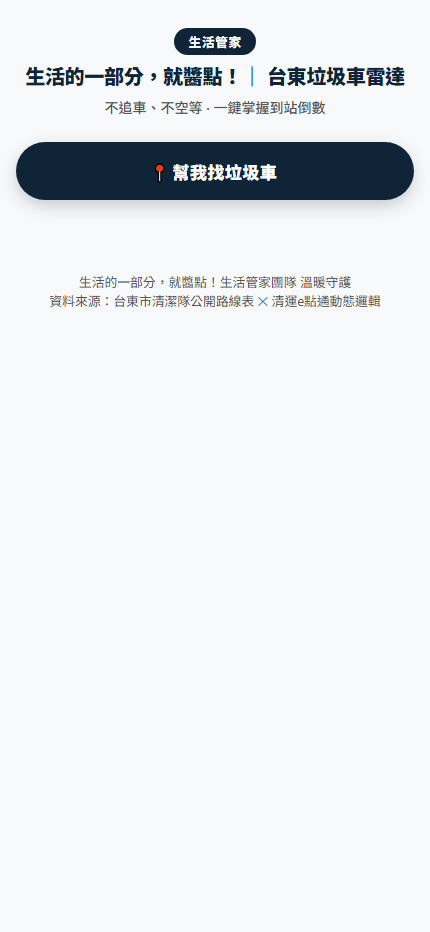 生活管家
生活的一部分，就醬點！｜ 台東垃圾車雷達
不追車、不空等 · 一鍵掌握到站倒數
📍 幫我找垃圾車
生活的一部分，就醬點！生活管家團隊 溫暖守護
資料來源：台東市清潔隊公開路線表 × 清運e點通動態邏輯